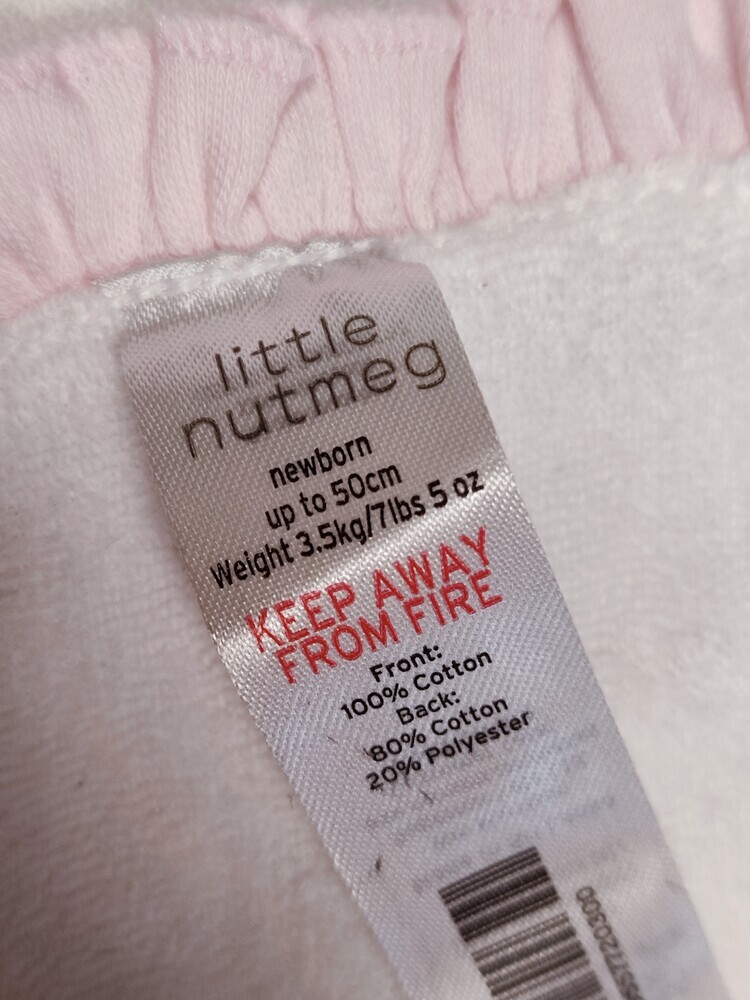 little
nutmeg
newborn
up to 50cm
Weight 3.5kg/7lbs 5 oz
KEEP AWAY
FROM FIRE
Front:
100% Cotton
Back:
80% Cotton
20% Polyester